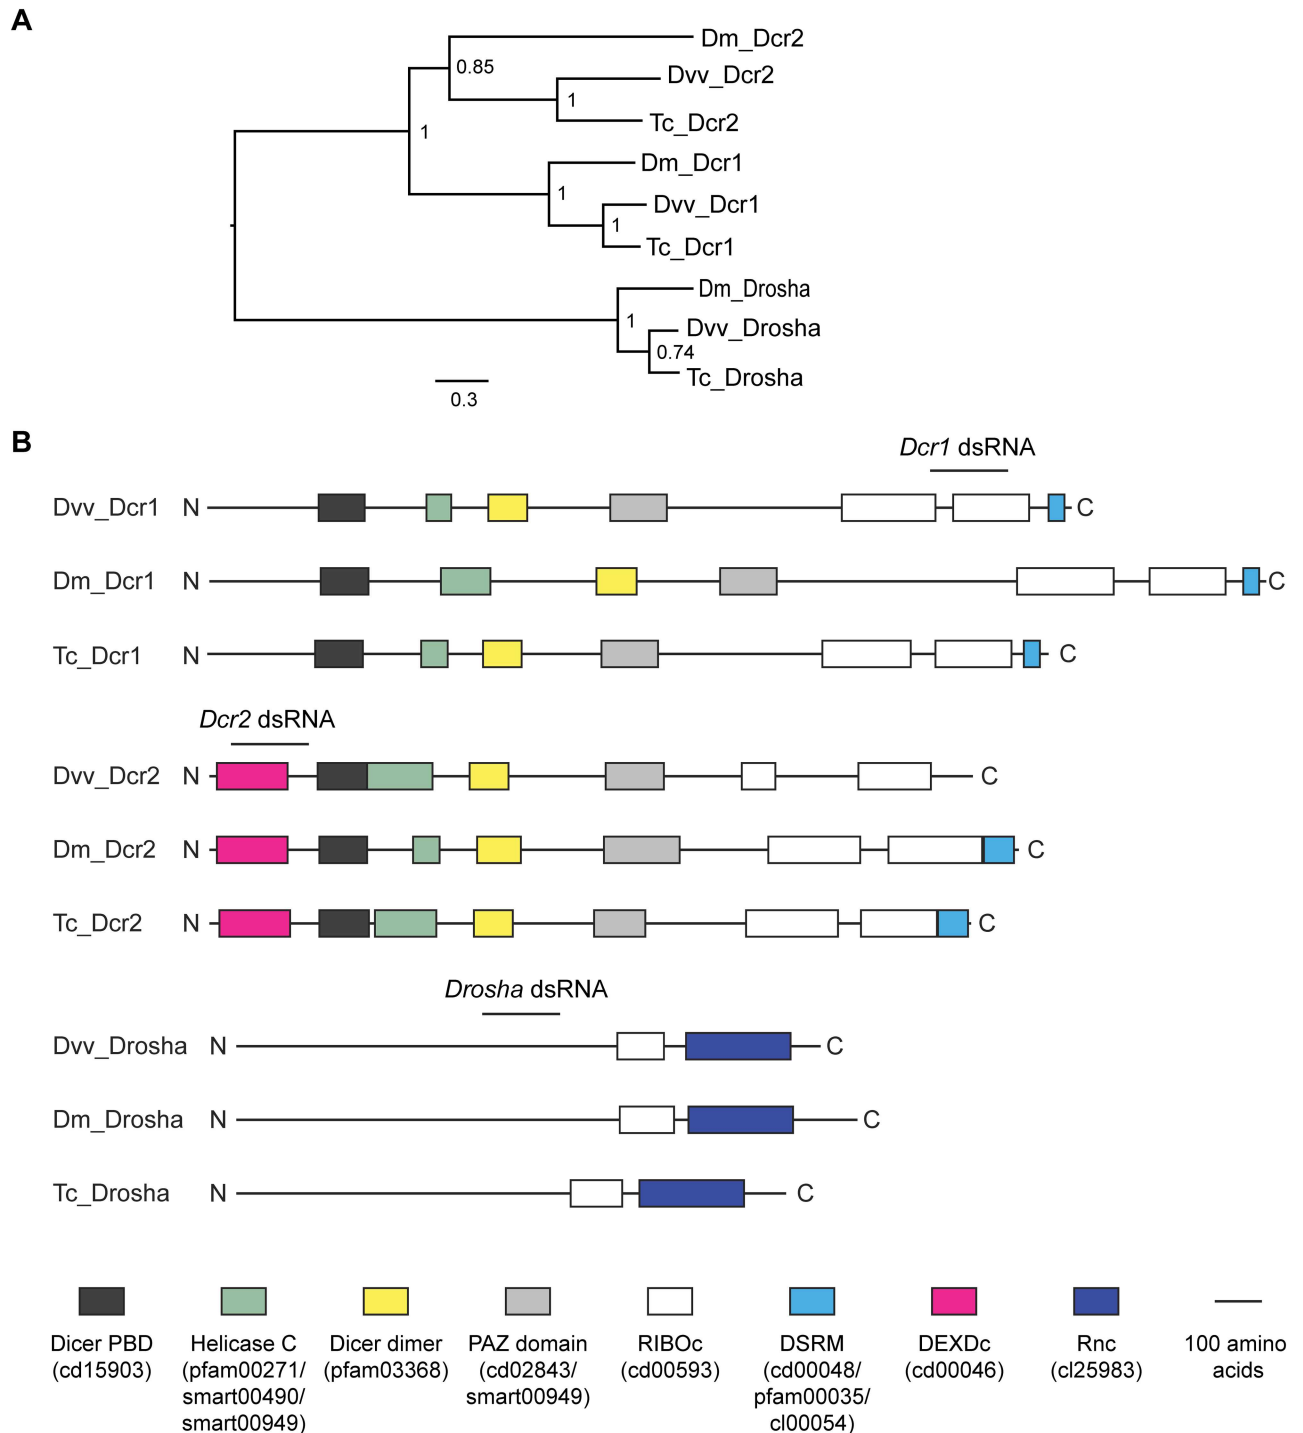 A
Dm_Dcr2
0.85
Dvv_Dcr2
1
Tc_Dcr2
1
Dm_Dcr1
1
Dvv_Dcr1
1
Tc_Dcr1
Dm_Drosha
1
Dvv_Drosha
0.74
Tc_Drosha
0.3
B
Dcr1 dsRNA
Dvv_Dcr1 N C
Dm_Dcr1 N C
Tc_Dcr1 N C
Dcr2 dsRNA
Dvv_Dcr2 N C
Dm_Dcr2 N C
Tc_Dcr2 N C
Drosha dsRNA
Dvv_Drosha N C
Dm_Drosha N C
Tc_Drosha N C
Dicer PBD
(cd15903)
Helicase C
(pfam00271/
smart00490/
smart00949)
Dicer dimer
(pfam03368)
PAZ domain
(cd02843/
smart00949)
RIBOc
(cd00593)
DSRM
(cd00048/
pfam00035/
cl00054)
DEXDc
(cd00046)
Rnc
(cl25983)
100 amino
acids